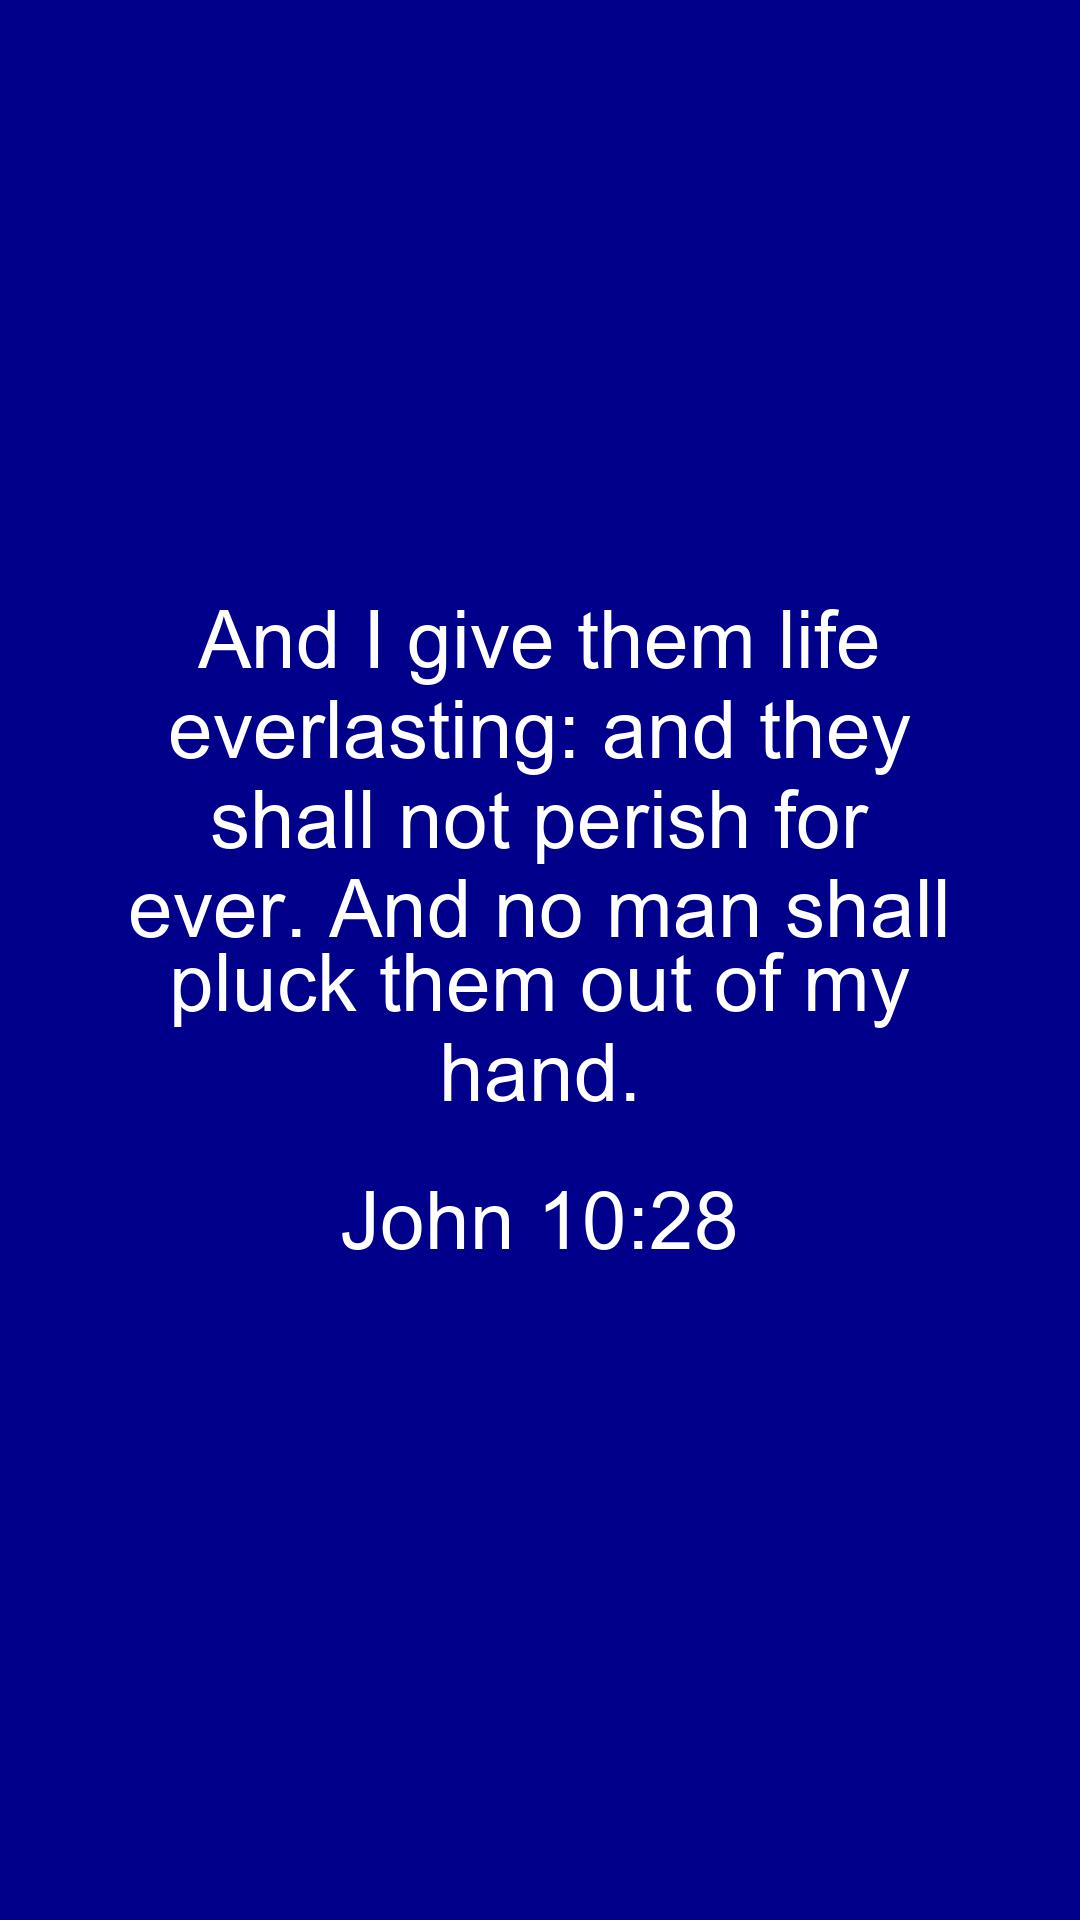 And I give them life
everlasting: and they
shall not perish for
ever. And no man shall
pluck them out of my
hand.
John 10:28